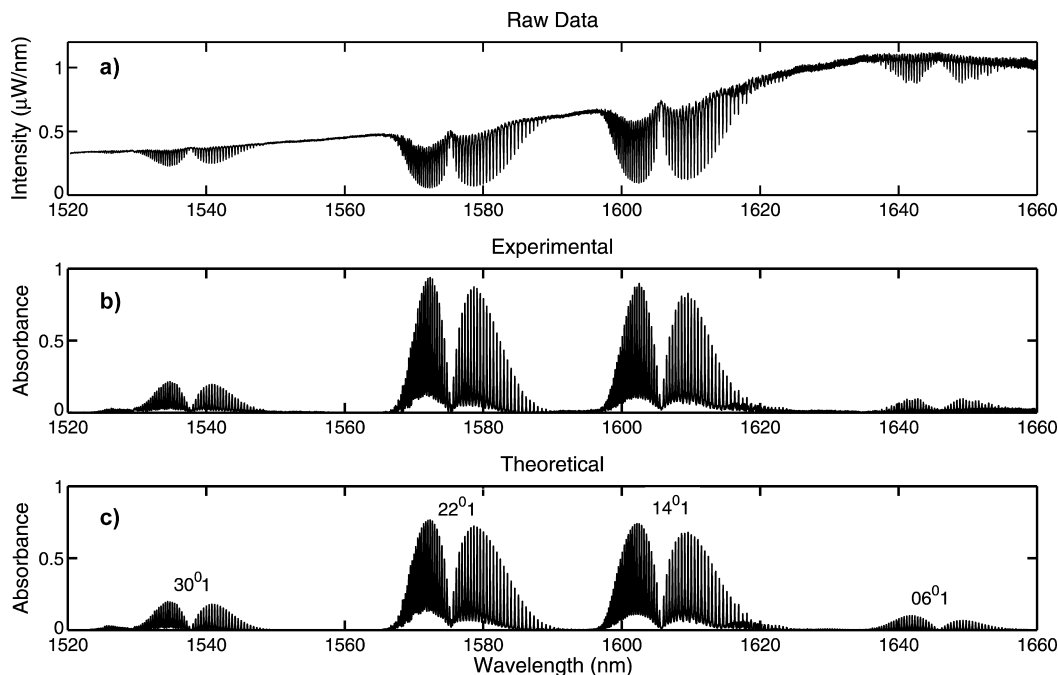 Raw Data
1
0.5
0
Intensity (μW/nm)
a)
1520 1540 1560 1580 1600 1620 1640 1660
Experimental
1
0.5
0
Absorbance
b)
1520 1540 1560 1580 1600 1620 1640 1660
Theoretical
1
0.5
0
Absorbance
c)
30⁰1
22⁰1
14⁰1
06⁰1
1520 1540 1560 1580 1600 1620 1640 1660
Wavelength (nm)